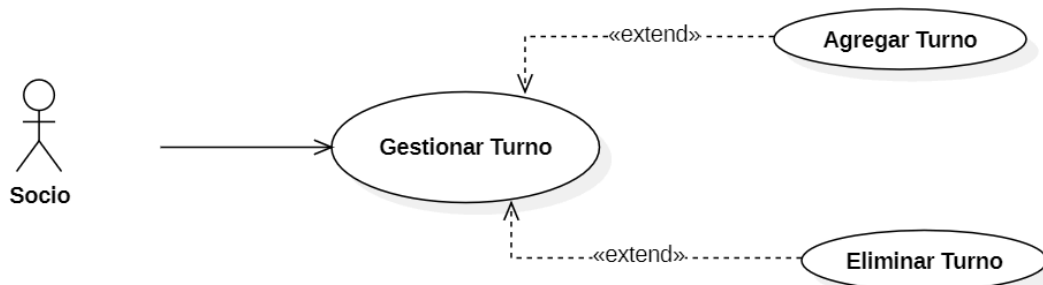 «extend»
Agregar Turno
Gestionar Turno
Socio
«extend»
Eliminar Turno